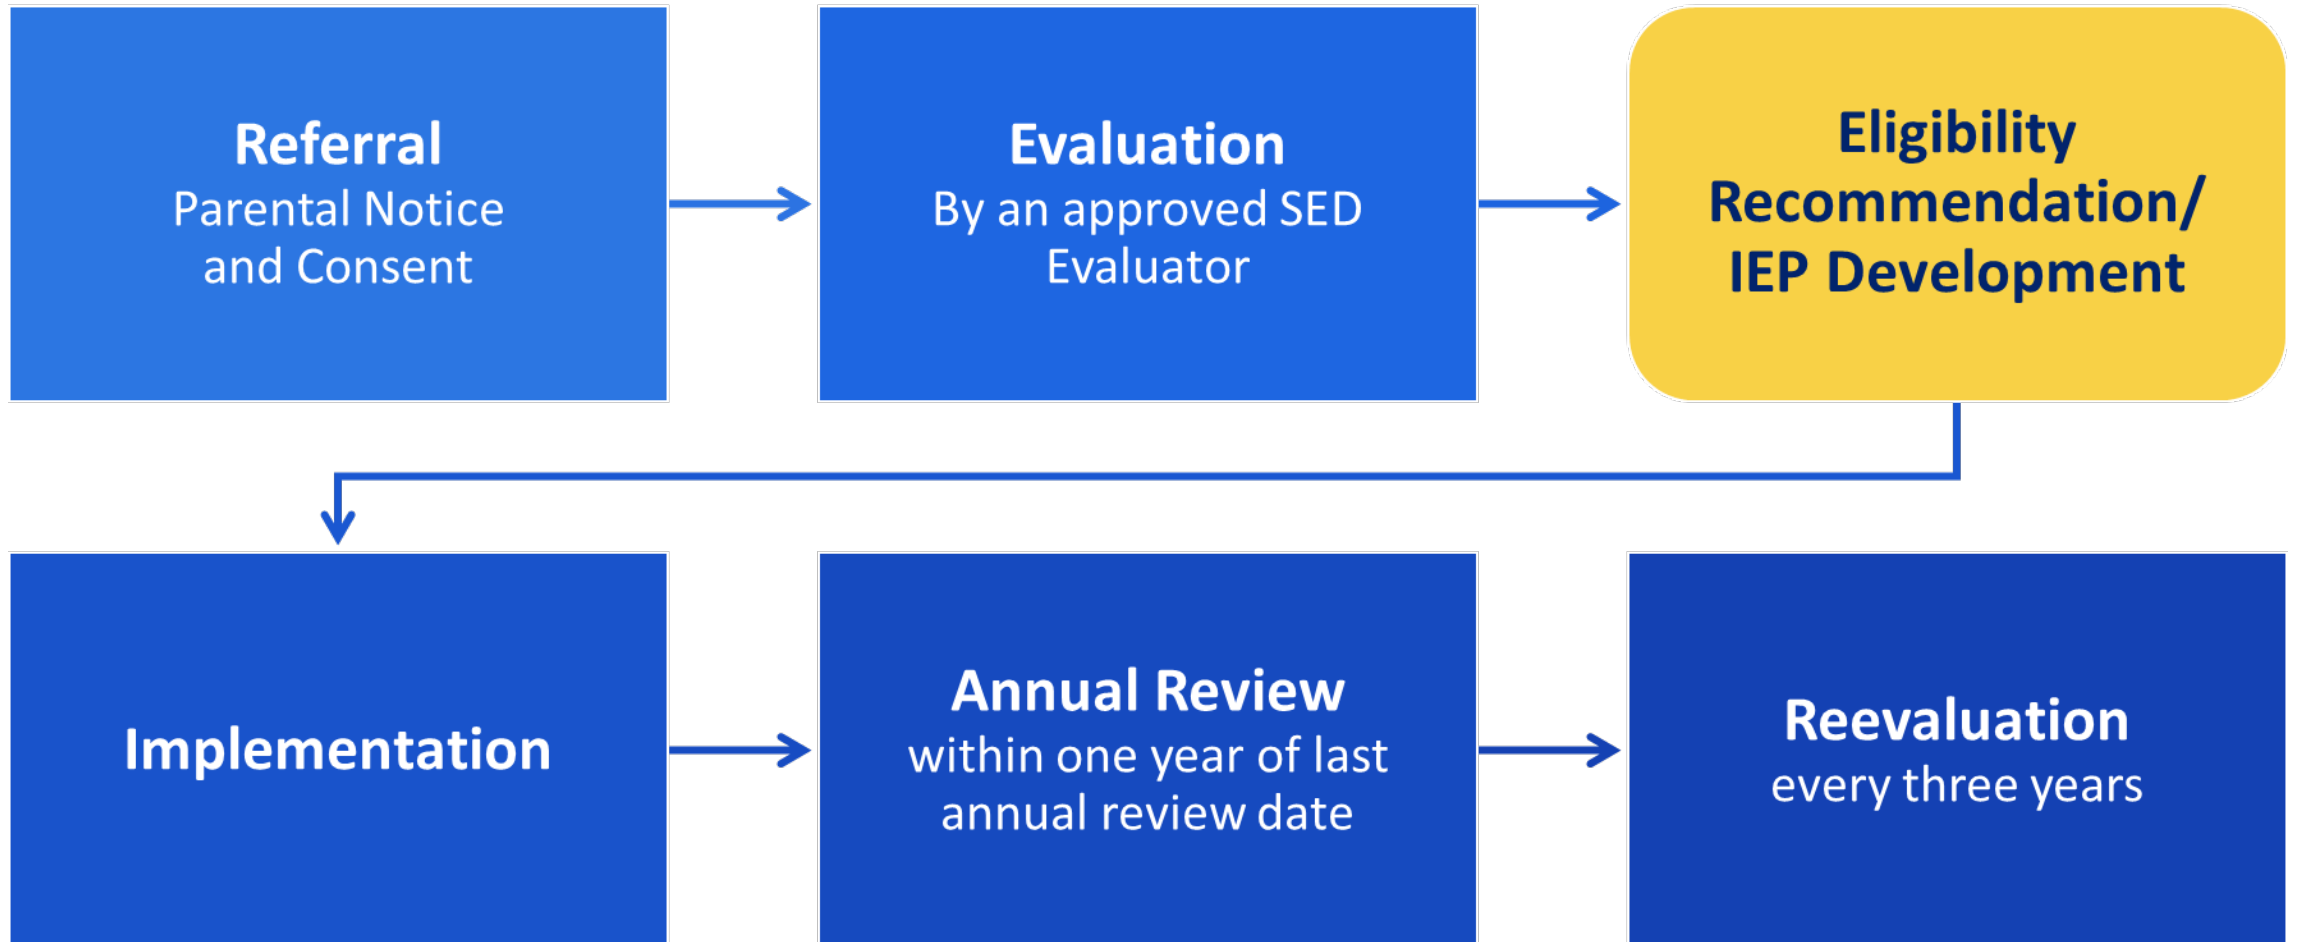 Referral
Parental Notice
and Consent
Evaluation
By an approved SED
Evaluator
Eligibility
Recommendation/
IEP Development
Implementation
Annual Review
within one year of last
annual review date
Reevaluation
every three years